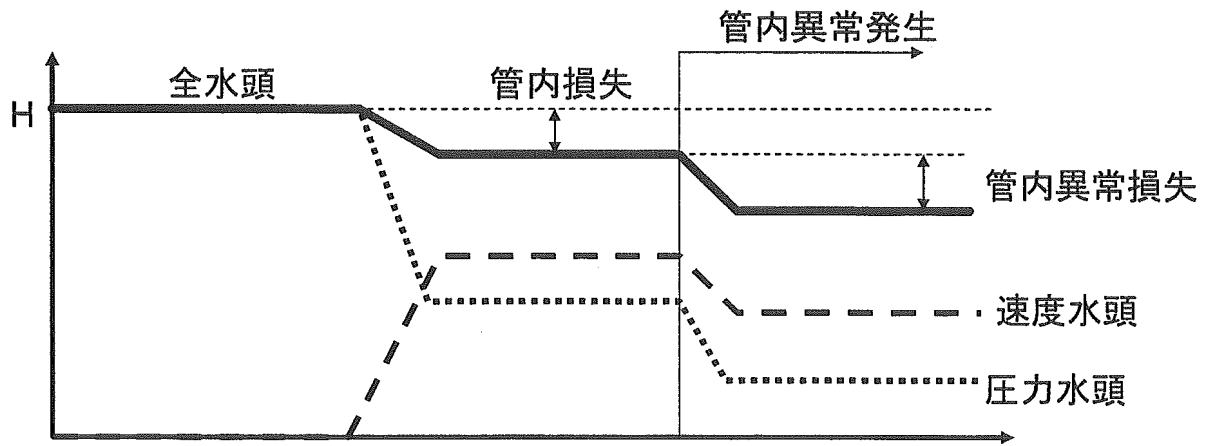 管内異常発生
全水頭
管内損失
H
管内異常損失
速度水頭
圧力水頭